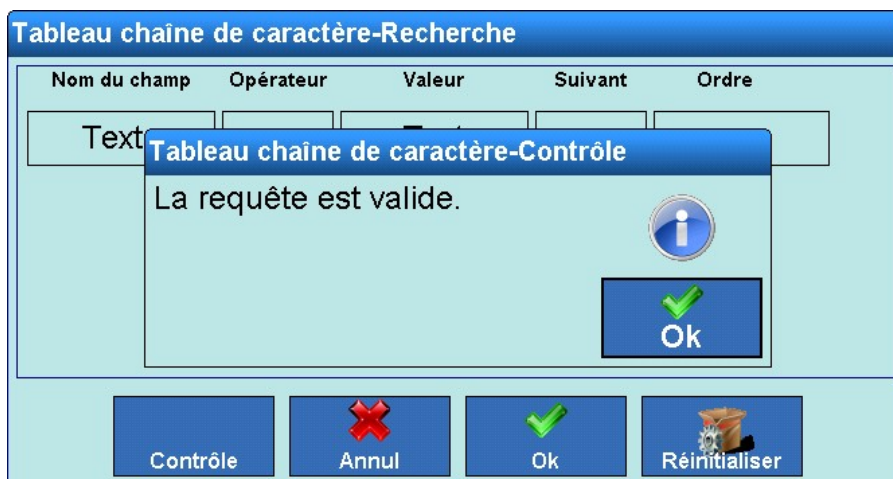 Tableau chaîne de caractère-Recherche
Nom du champ Opérateur Valeur Suivant Ordre
Text
Tableau chaîne de caractère-Contrôle
La requête est valide.
Ok
Contrôle Annul Ok Réinitialiser